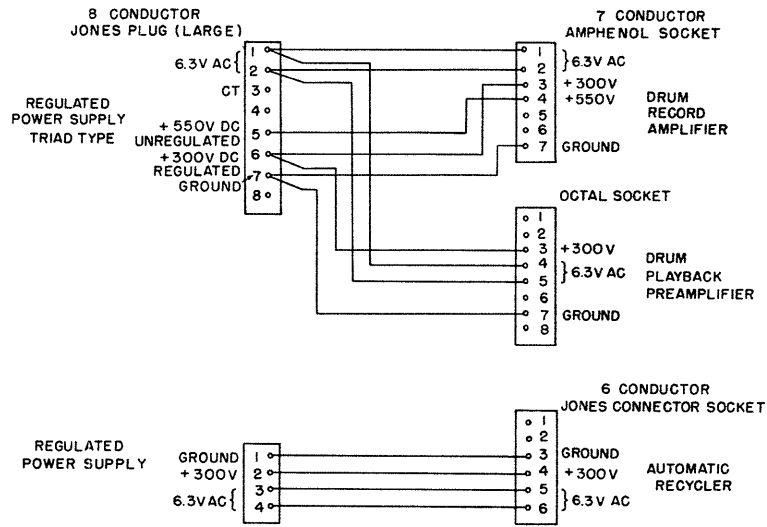 8 CONDUCTOR
JONES PLUG (LARGE)
7 CONDUCTOR
AMPHENOL SOCKET
REGULATED
POWER SUPPLY
TRIAD TYPE
6.3V AC {
CT
+ 550V DC
UNREGULATED
+300V DC
REGULATED
GROUND
1
2
3
4
5
6
7
8
1
2
3
4
5
6
7
} 6.3V AC
+300V
+550V
GROUND
DRUM
RECORD
AMPLIFIER
OCTAL SOCKET
1
2
3
4
5
6
7
8
+300V
} 6.3V AC
GROUND
DRUM
PLAYBACK
PREAMPLIFIER
6 CONDUCTOR
JONES CONNECTOR SOCKET
REGULATED
POWER SUPPLY
GROUND
+300V
6.3V AC {
1
2
3
4
1
2
3
4
5
6
GROUND
+300V
} 6.3V AC
AUTOMATIC
RECYCLER